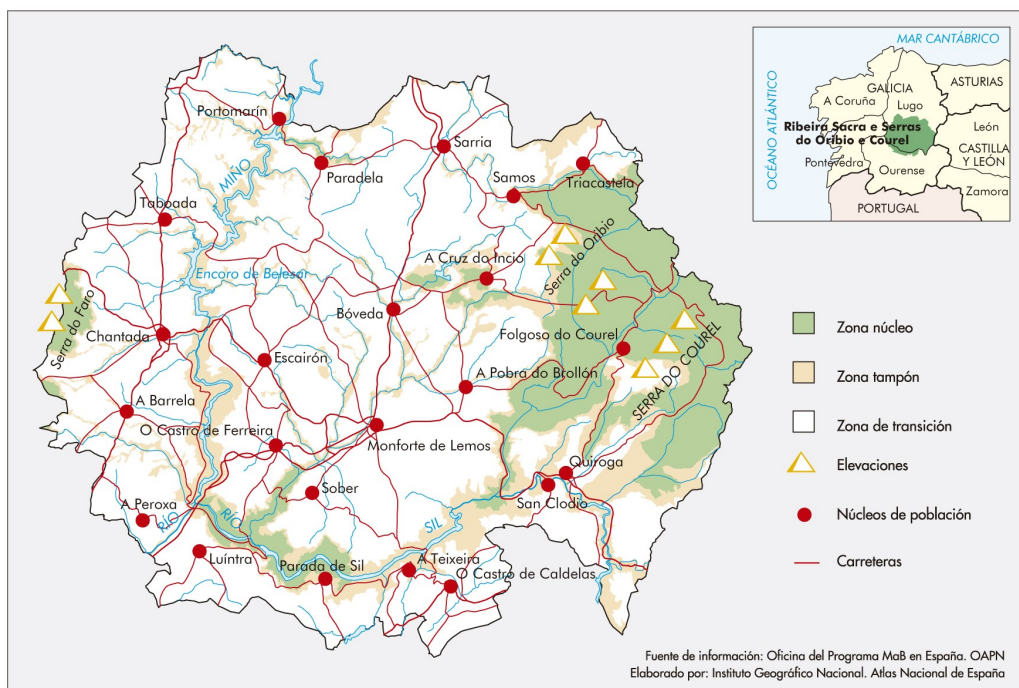 MAR CANTÁBRICO
OCÉANO ATLÁNTICO
GALICIA
ASTURIAS
A Coruña
Lugo
Ribeira Sacra e Serras
do Oribio e Courel
León
CASTILLA
Y LEÓN
Pontevedra
Ourense
Zamora
PORTUGAL
Portomarín
Sarria
Paradela
Samos
Triacastela
MIÑO
Taboada
Serra do Oribio
A Cruz do Incio
Encoro de Belesar
Serra do Faro
Bóveda
Chantada
Folgoso do Courel
SERRA DO COUREL
Escairón
A Pobra do Brollón
A Barrela
O Castro de Ferreira
Monforte de Lemos
Quiroga
Sober
San Clodio
A Peroxa
RÍO
RÍO
SIL
Luíntra
Parada de Sil
A Teixeira
O Castro de Caldelas
Zona núcleo
Zona tampón
Zona de transición
Elevaciones
Núcleos de población
Carreteras
Fuente de información: Oficina del Programa MaB en España. OAPN
Elaborado por: Instituto Geográfico Nacional. Atlas Nacional de España